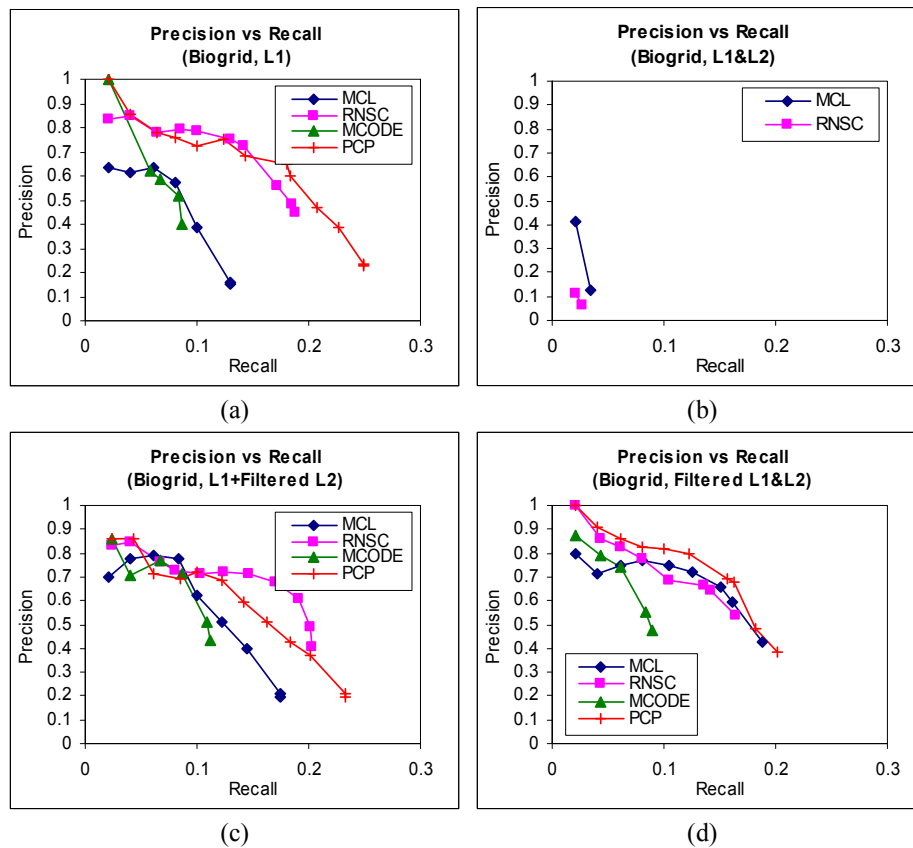 (a)
Precision vs Recall
(Biogrid, L1)
Precision
1
0.9
0.8
0.7
0.6
0.5
0.4
0.3
0.2
0.1
0
MCL
RNSC
MCODE
PCP
0
0.1
0.2
0.3
Recall
(a)
(b)
Precision vs Recall
(Biogrid, L1&L2)
Precision
1
0.9
0.8
0.7
0.6
0.5
0.4
0.3
0.2
0.1
0
MCL
RNSC
0
0.1
0.2
0.3
Recall
(b)
Precision vs Recall
(Biogrid, L1+Filtered L2)
Precision
1
0.9
0.8
0.7
0.6
0.5
0.4
0.3
0.2
0.1
0
MCL
RNSC
MCODE
PCP
0
0.1
0.2
0.3
Recall
(c)
Precision vs Recall
(Biogrid, Filtered L1&L2)
Precision
1
0.9
0.8
0.7
0.6
0.5
0.4
0.3
0.2
0.1
0
MCL
RNSC
MCODE
PCP
0
0.1
0.2
0.3
Recall
(d)